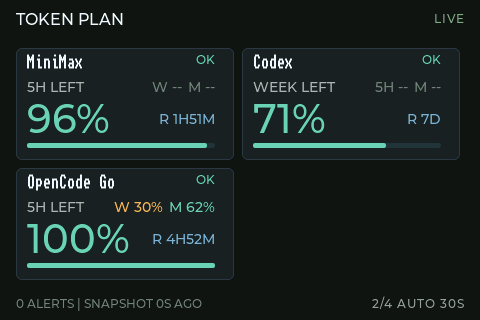 TOKEN PLAN LIVE
MiniMax OK
5H LEFT W -- M --
96% R 1H51M
Codex OK
WEEK LEFT 5H -- M --
71% R 7D
OpenCode Go OK
5H LEFT W 30% M 62%
100% R 4H52M
0 ALERTS | SNAPSHOT 0S AGO 2/4 AUTO 30S